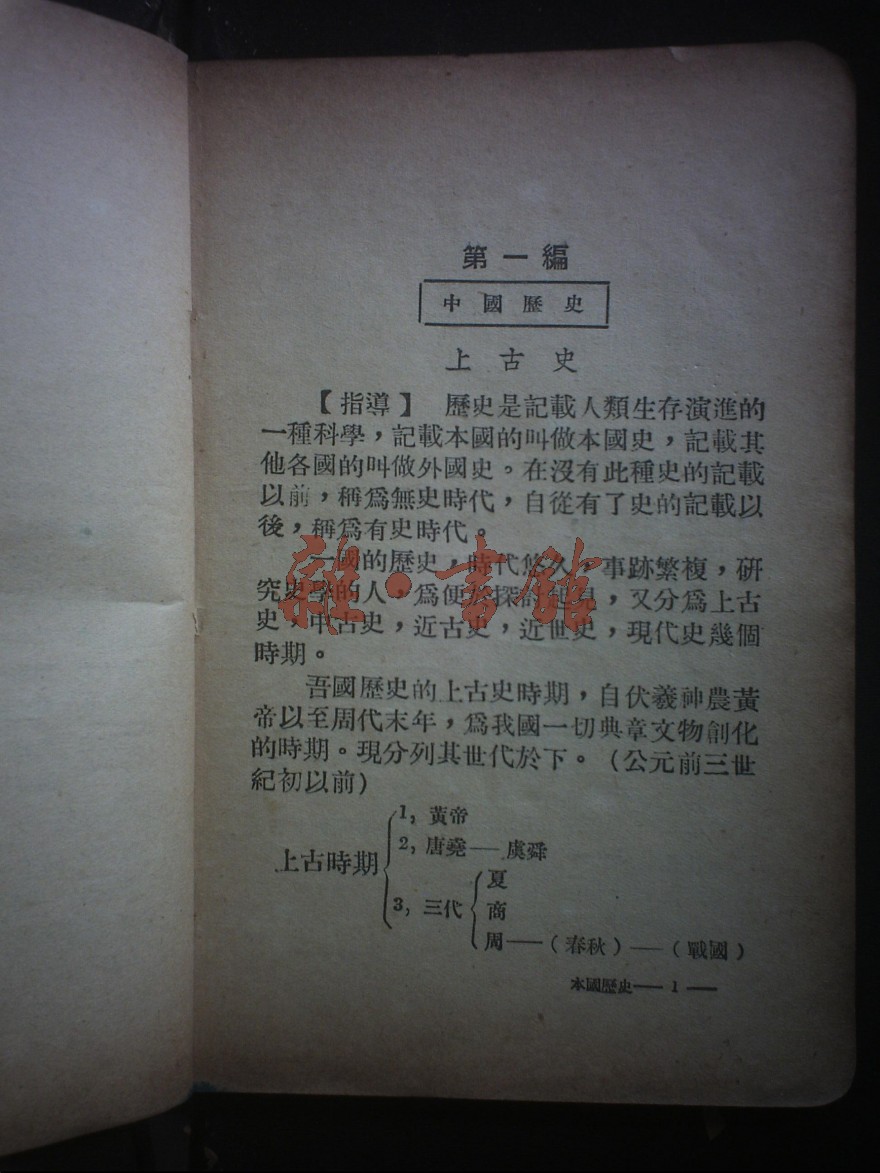 第一編
中國歷史
上古史
【指導】 歷史是記載人類生存演進的
一種科學，記載本國的叫做本國史，記載其
他各國的叫做外國史。在沒有此種史的記載
以前，稱爲無史時代，自從有了史的記載以
後，稱爲有史時代。
一國的歷史，時代悠久，事跡繁複，研
究史學的人，爲便於探討起見，又分爲上古
史，中古史，近古史，近世史，現代史幾個
時期。
吾國歷史的上古史時期，自伏羲神農黃
帝以至周代末年，爲我國一切典章文物創化
的時期。現分列其世代於下。（公元前三世
紀初以前）
上古時期
1，黃帝
2，唐堯——虞舜
3，三代
夏
商
周——（春秋）——（戰國）
本國歷史—— 1 ——
雜·書館